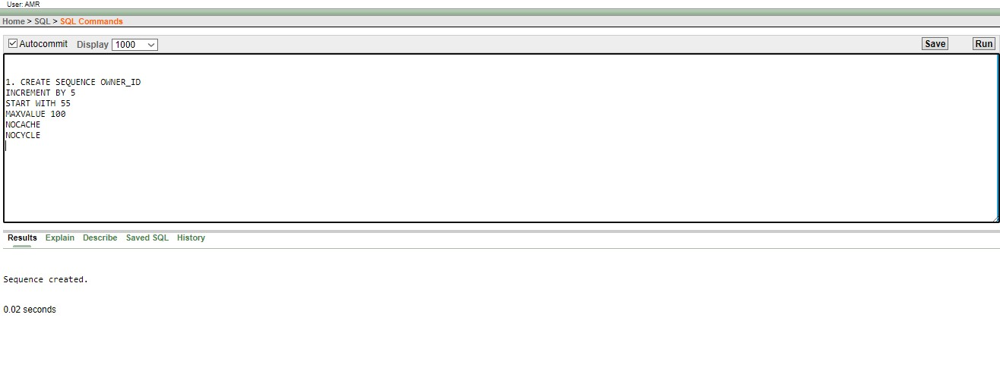 User: AMR
Home > SQL > SQL Commands
Autocommit Display 1000 Save Run
1. CREATE SEQUENCE OWNER_ID
INCREMENT BY 5
START WITH 55
MAXVALUE 100
NOCACHE
NOCYCLE
Results Explain Describe Saved SQL History
Sequence created.
0.02 seconds